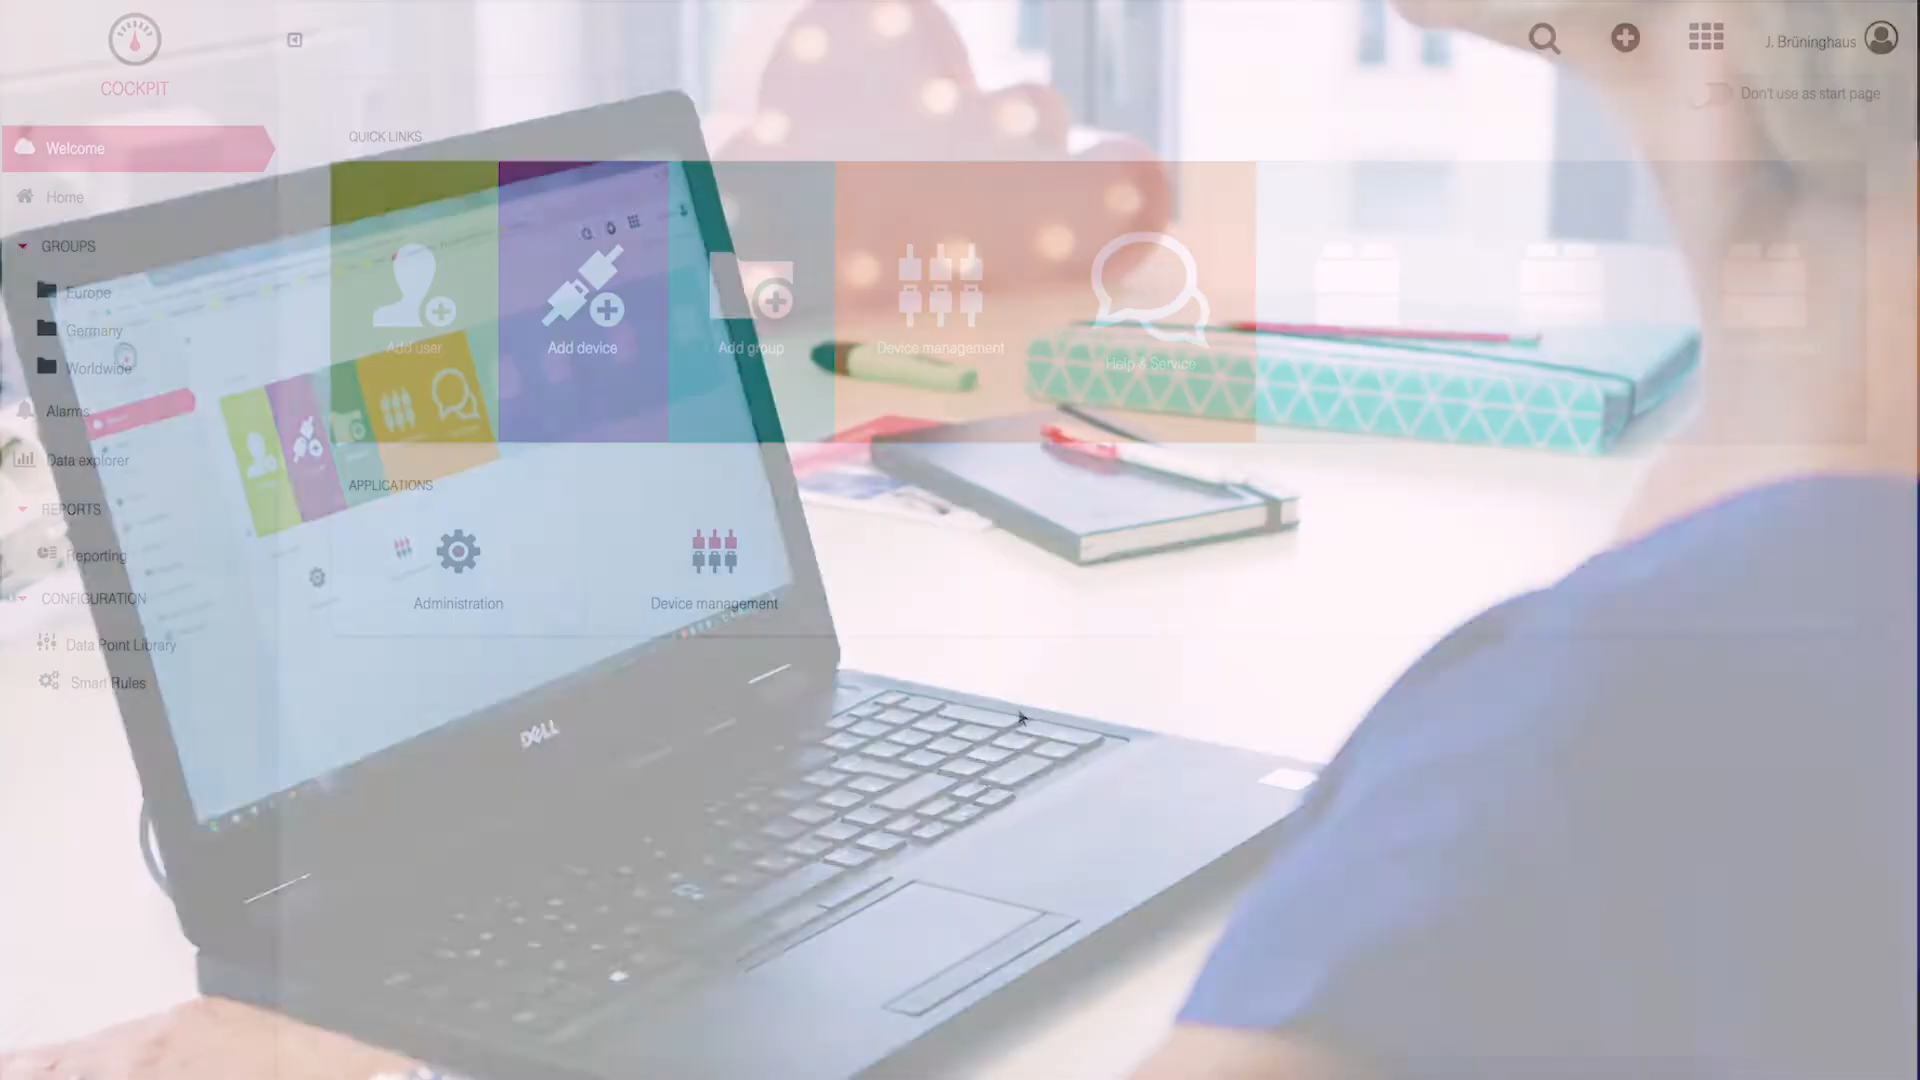 COCKPIT
J. Brüninghaus
Don't use as start page
Welcome
QUICK LINKS
Home
GROUPS
Europe
Germany
Worldwide
Alarms
Data explorer
REPORTS
Reporting
CONFIGURATION
Data Point Library
Smart Rules
Add user
Add device
Add group
Device management
Help & Service
APPLICATIONS
Administration
Device management
DELL